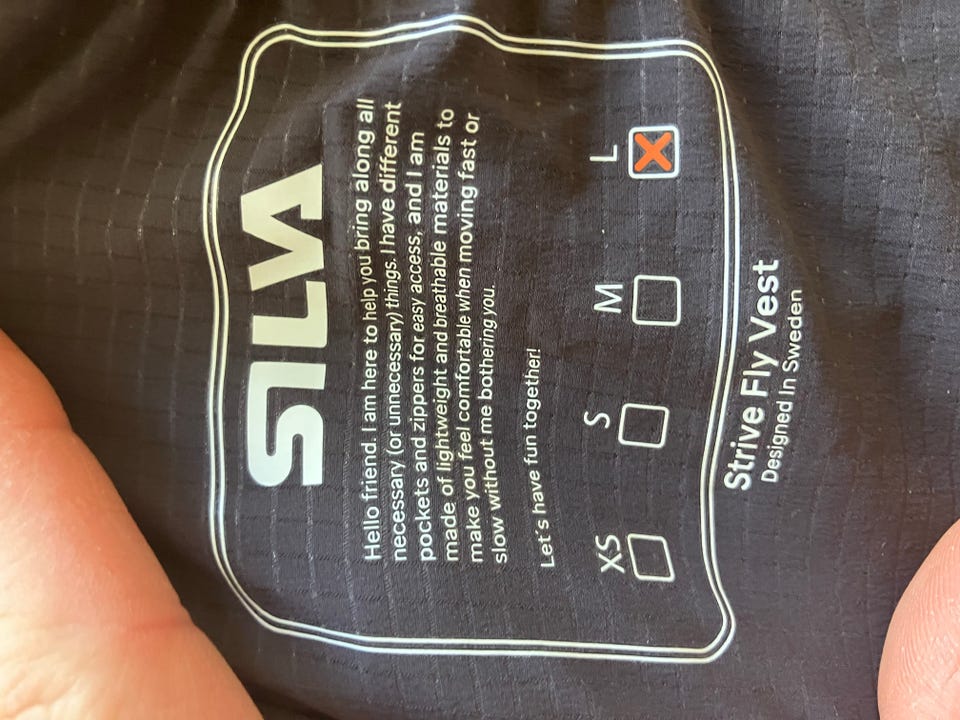 SILVA
Hello friend. I am here to help you bring along all
necessary (or unnecessary) things. I have different
pockets and zippers for easy access, and I am
made of lightweight and breathable materials to
make you feel comfortable when moving fast or
slow without me bothering you.
Let´s have fun together!
XS S M L
Strive Fly Vest
Designed In Sweden